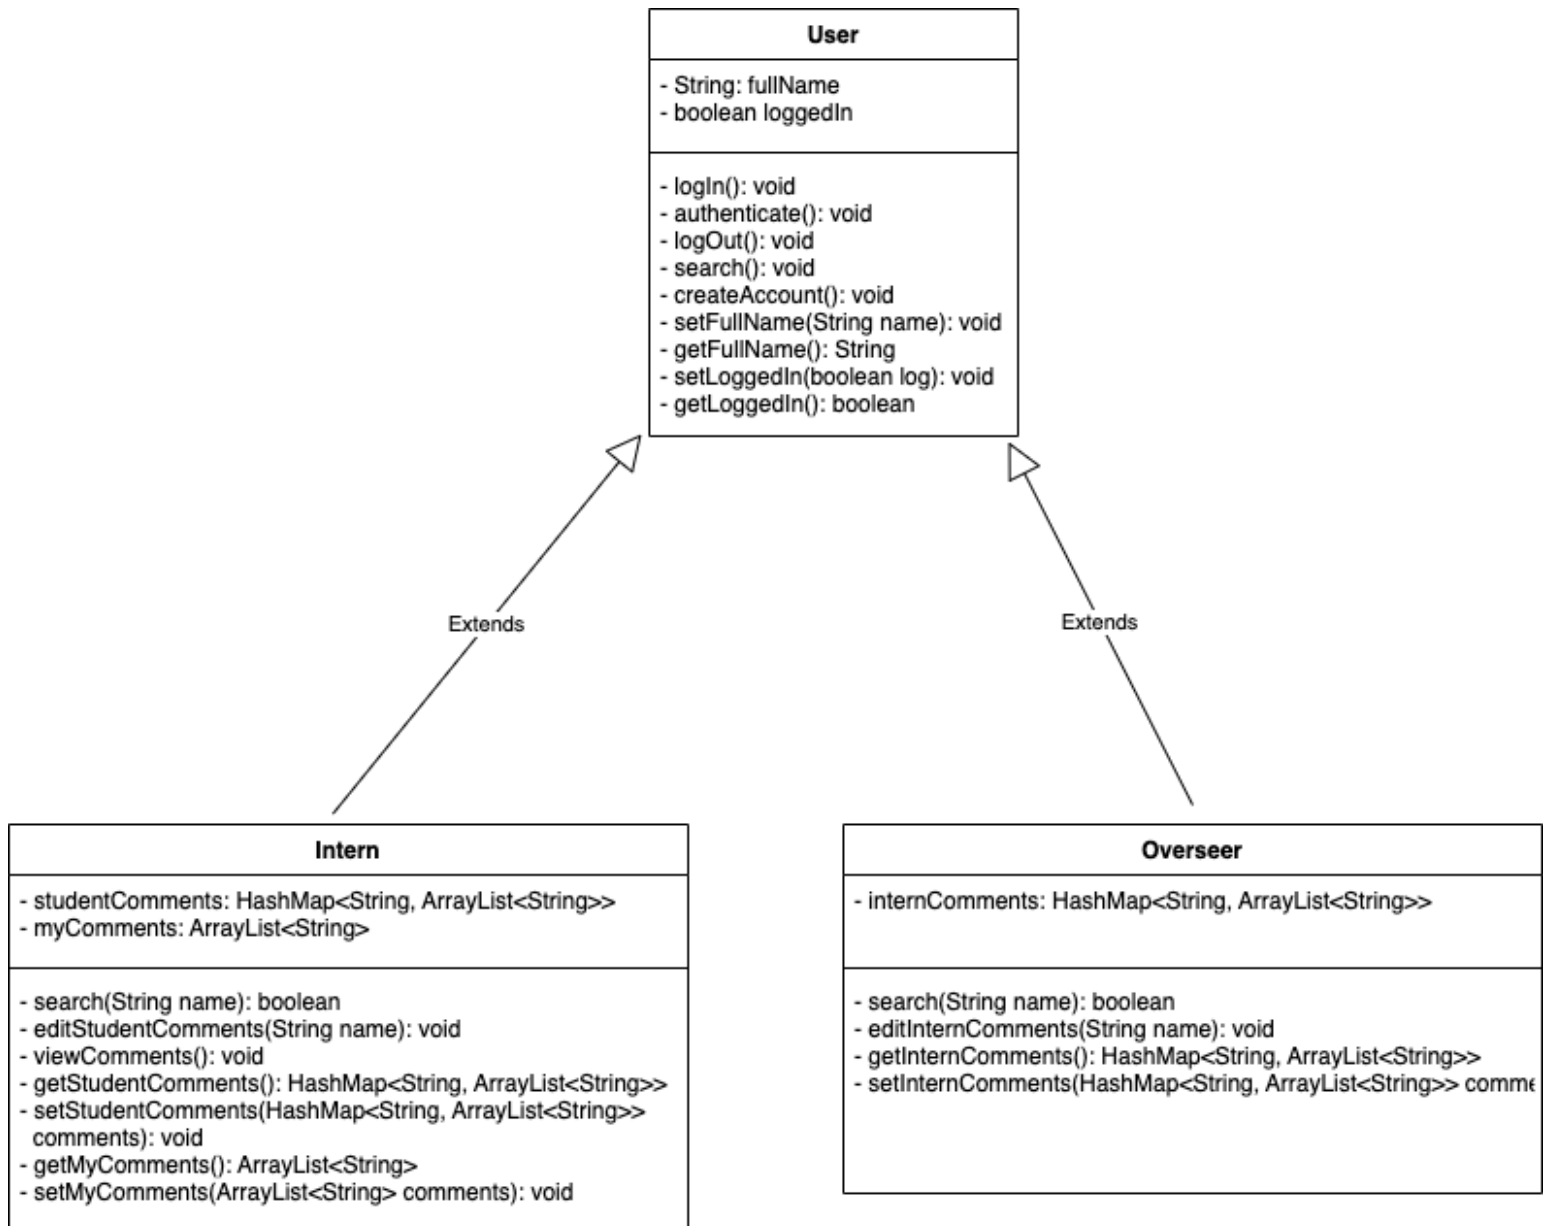 User
- String: fullName
- boolean loggedIn
- logIn(): void
- authenticate(): void
- logOut(): void
- search(): void
- createAccount(): void
- setFullName(String name): void
- getFullName(): String
- setLoggedIn(boolean log): void
- getLoggedIn(): boolean
Extends
Extends
Intern
- studentComments: HashMap<String, ArrayList<String>>
- myComments: ArrayList<String>
- search(String name): boolean
- editStudentComments(String name): void
- viewComments(): void
- getStudentComments(): HashMap<String, ArrayList<String>>
- setStudentComments(HashMap<String, ArrayList<String>>
comments): void
- getMyComments(): ArrayList<String>
- setMyComments(ArrayList<String> comments): void
Overseer
- internComments: HashMap<String, ArrayList<String>>
- search(String name): boolean
- editInternComments(String name): void
- getInternComments(): HashMap<String, ArrayList<String>>
- setInternComments(HashMap<String, ArrayList<String>>